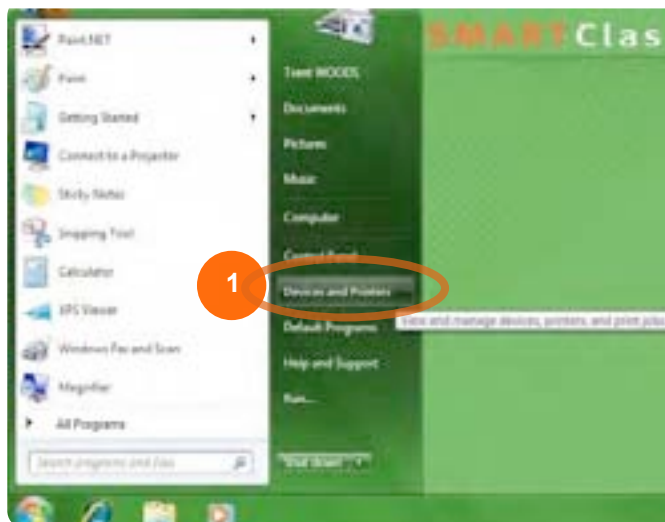 Paint.NET
Paint
Getting Started
Connect to a Projector
Sticky Notes
Snipping Tool
Calculator
XPS Viewer
Windows Fax and Scan
Magnifier
All Programs
Search programs and files
Trent WOODS
Documents
Pictures
Music
Computer
Control Panel
1
Devices and Printers
Default Programs
View and manage devices, printers, and print jobs
Help and Support
Run...
Shut down
SMART Clas